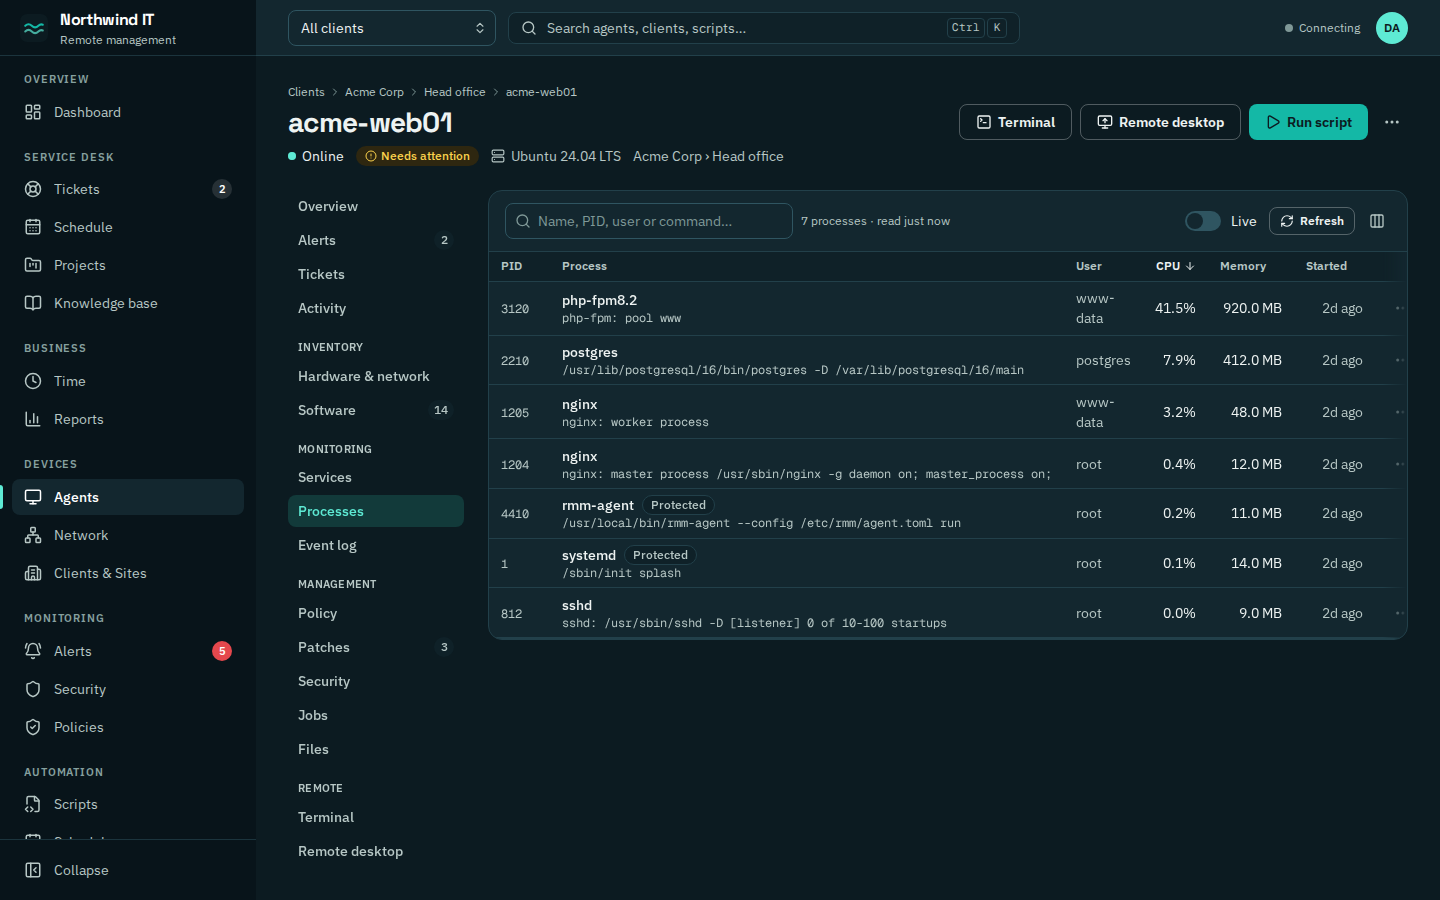 Northwind IT
Remote management
All clients
Search agents, clients, scripts...
Ctrl K
Connecting
DA
OVERVIEW
Dashboard
SERVICE DESK
Tickets 2
Schedule
Projects
Knowledge base
BUSINESS
Time
Reports
DEVICES
Agents
Network
Clients & Sites
MONITORING
Alerts 5
Security
Policies
AUTOMATION
Scripts
Collapse
Clients > Acme Corp > Head office > acme-web01
acme-web01
Terminal
Remote desktop
Run script
Online
Needs attention
Ubuntu 24.04 LTS
Acme Corp › Head office
Overview
Alerts 2
Tickets
Activity
INVENTORY
Hardware & network
Software 14
MONITORING
Services
Processes
Event log
MANAGEMENT
Policy
Patches 3
Security
Jobs
Files
REMOTE
Terminal
Remote desktop
Name, PID, user or command...
7 processes · read just now
Live
Refresh
PID Process User CPU ↓ Memory Started
3120 php-fpm8.2 www-data 41.5% 920.0 MB 2d ago
php-fpm: pool www
2210 postgres postgres 7.9% 412.0 MB 2d ago
/usr/lib/postgresql/16/bin/postgres -D /var/lib/postgresql/16/main
1205 nginx www-data 3.2% 48.0 MB 2d ago
nginx: worker process
1204 nginx root 0.4% 12.0 MB 2d ago
nginx: master process /usr/sbin/nginx -g daemon on; master_process on;
4410 rmm-agent Protected root 0.2% 11.0 MB 2d ago
/usr/local/bin/rmm-agent --config /etc/rmm/agent.toml run
1 systemd Protected root 0.1% 14.0 MB 2d ago
/sbin/init splash
812 sshd root 0.0% 9.0 MB 2d ago
sshd: /usr/sbin/sshd -D [listener] 0 of 10-100 startups